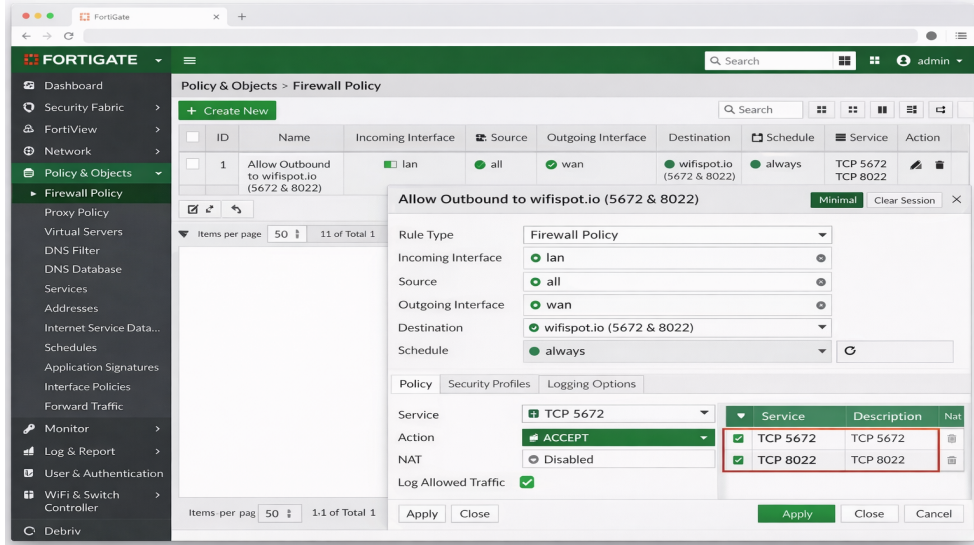 FortiGate
FORTIGATE
Search
admin
Dashboard
Security Fabric
FortiView
Network
Policy & Objects
Firewall Policy
Proxy Policy
Virtual Servers
DNS Filter
DNS Database
Services
Addresses
Internet Service Data...
Schedules
Application Signatures
Interface Policies
Forward Traffic
Monitor
Log & Report
User & Authentication
WiFi & Switch
Controller
Debriv
Policy & Objects > Firewall Policy
+ Create New
Search
ID Name Incoming Interface Source Outgoing Interface Destination Schedule Service Action
1 Allow Outbound lan all wan wifispot.io always TCP 5672
to wifispot.io (5672 & 8022) TCP 8022
(5672 & 8022)
Items per page 50 11 of Total 1
Allow Outbound to wifispot.io (5672 & 8022) Minimal Clear Session
Rule Type Firewall Policy
Incoming Interface lan
Source all
Outgoing Interface wan
Destination wifispot.io (5672 & 8022)
Schedule always
Policy Security Profiles Logging Options
Service TCP 5672
Action ACCEPT
NAT Disabled
Log Allowed Traffic
Service Description Nat
TCP 5672 TCP 5672
TCP 8022 TCP 8022
Items-per pag 50 1-1 of Total 1
Apply Close
Apply Close Cancel